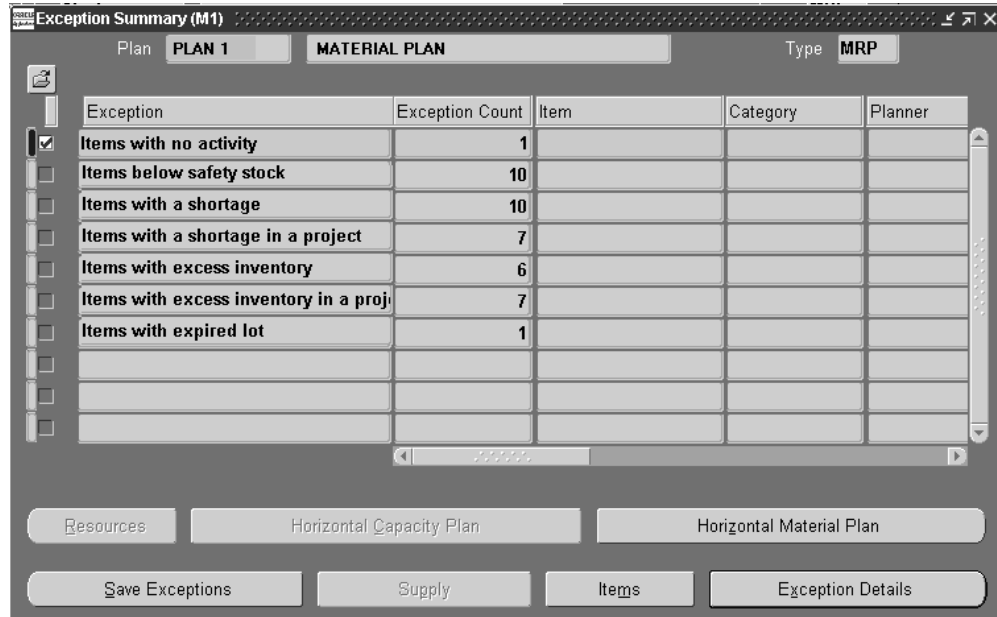 Exception Summary (M1)
Plan PLAN 1 MATERIAL PLAN Type MRP
Exception Exception Count Item Category Planner
Items with no activity 1
Items below safety stock 10
Items with a shortage 10
Items with a shortage in a project 7
Items with excess inventory 6
Items with excess inventory in a proj 7
Items with expired lot 1
Resources Horizontal Capacity Plan Horizontal Material Plan
Save Exceptions Supply Items Exception Details